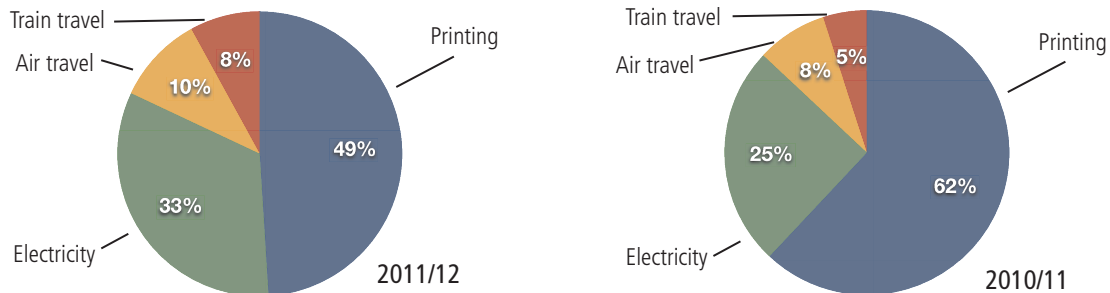 Train travel
Air travel
Printing
8%
10%
49%
33%
Electricity
2011/12
Train travel
Air travel
Printing
5%
8%
25%
62%
Electricity
2010/11